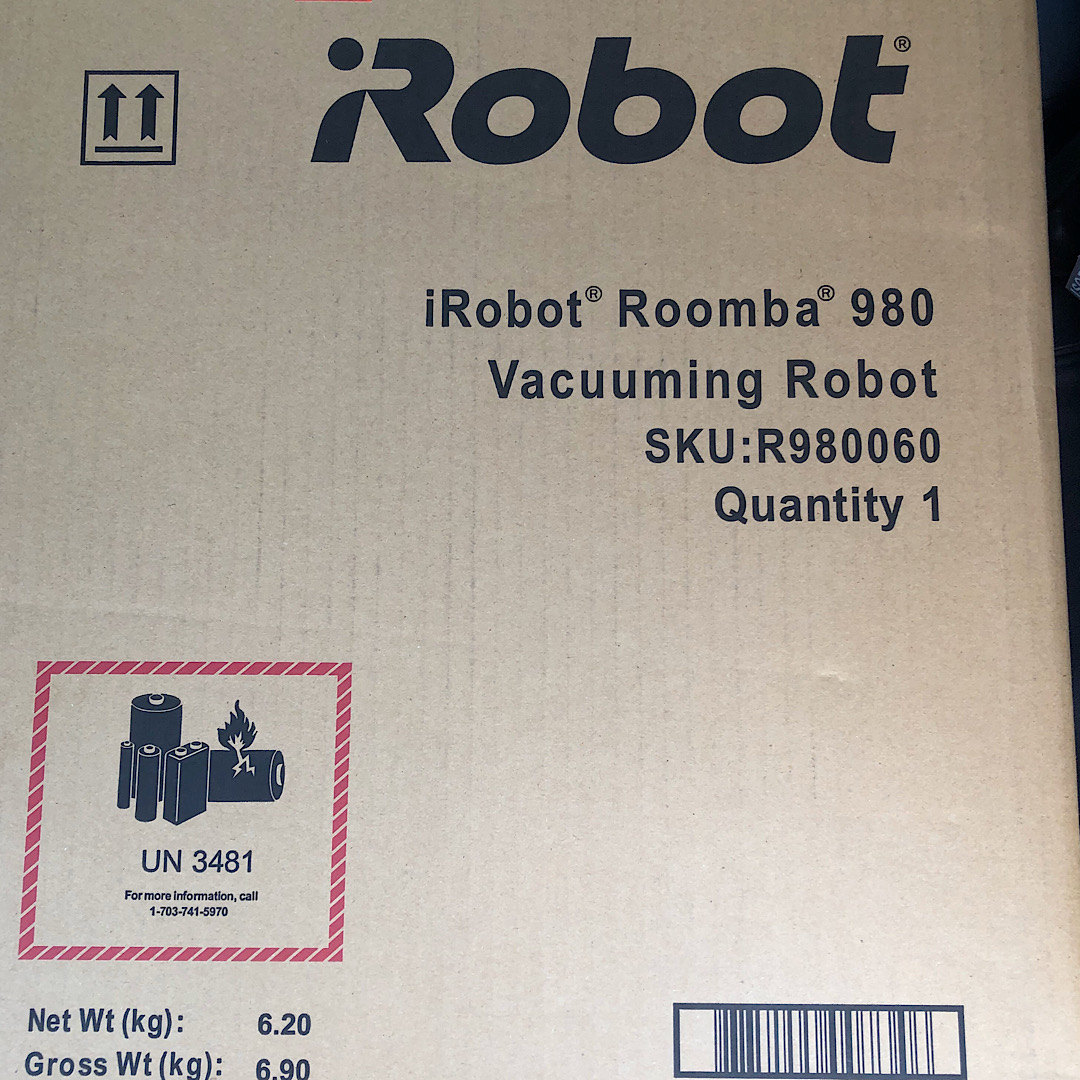 iRobot®
iRobot® Roomba® 980
Vacuuming Robot
SKU:R980060
Quantity 1
UN 3481
For more information, call
1-703-741-5970
Net Wt (kg): 6.20
Gross Wt (kg): 6.90